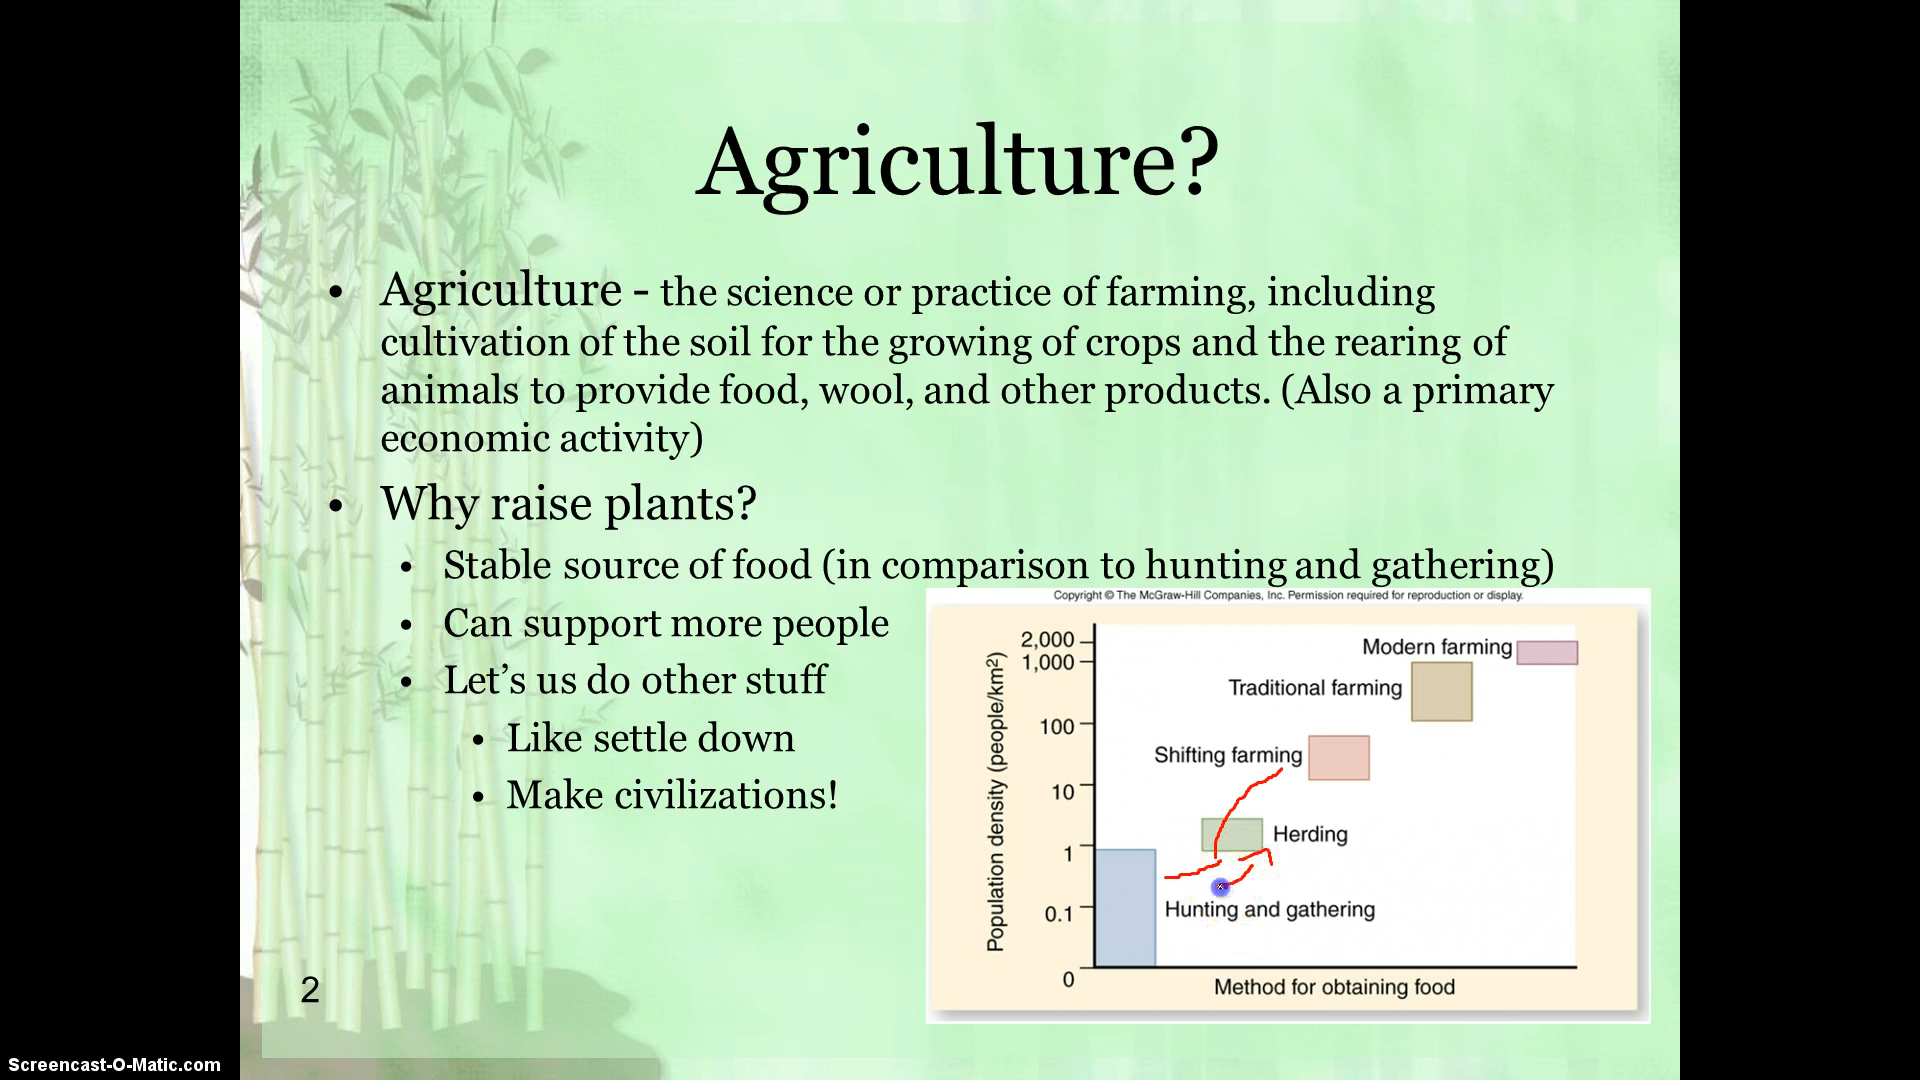 Agriculture?
• Agriculture - the science or practice of farming, including
cultivation of the soil for the growing of crops and the rearing of
animals to provide food, wool, and other products. (Also a primary
economic activity)
• Why raise plants?
• Stable source of food (in comparison to hunting and gathering)
• Can support more people
• Let's us do other stuff
• Like settle down
• Make civilizations!
Copyright © The McGraw-Hill Companies, Inc. Permission required for reproduction or display.
Population density (people/km²)
2,000
1,000
100
10
1
0.1
0
Modern farming
Traditional farming
Shifting farming
Herding
Hunting and gathering
Method for obtaining food
2
Screencast-O-Matic.com